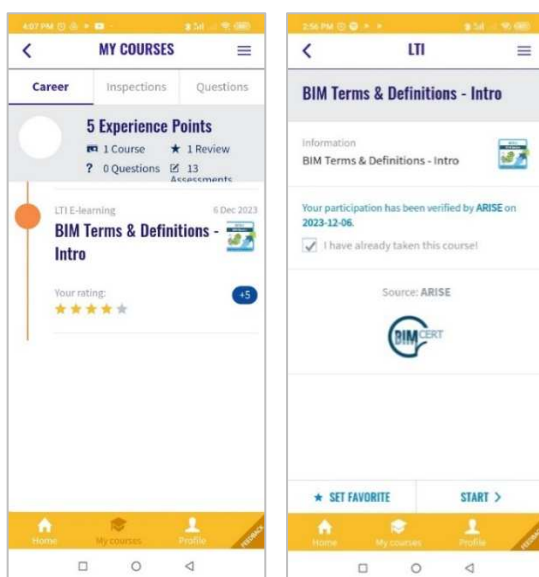 4:07 PM
MY COURSES
Career
Inspections
Questions
5 Experience Points
1 Course
1 Review
? 0 Questions
13
Assessments
LTI E-learning
6 Dec 2023
BIM Terms & Definitions -
Intro
Your rating:
+5
Home
My courses
Profile
FEEDBACK
2:56 PM
LTI
BIM Terms & Definitions - Intro
Information
BIM Terms & Definitions - Intro
Your participation has been verified by ARISE on
2023-12-06.
I have already taken this course!
Source: ARISE
BIMCERT
SET FAVORITE
START >
Home
My courses
Profile
FEEDBACK